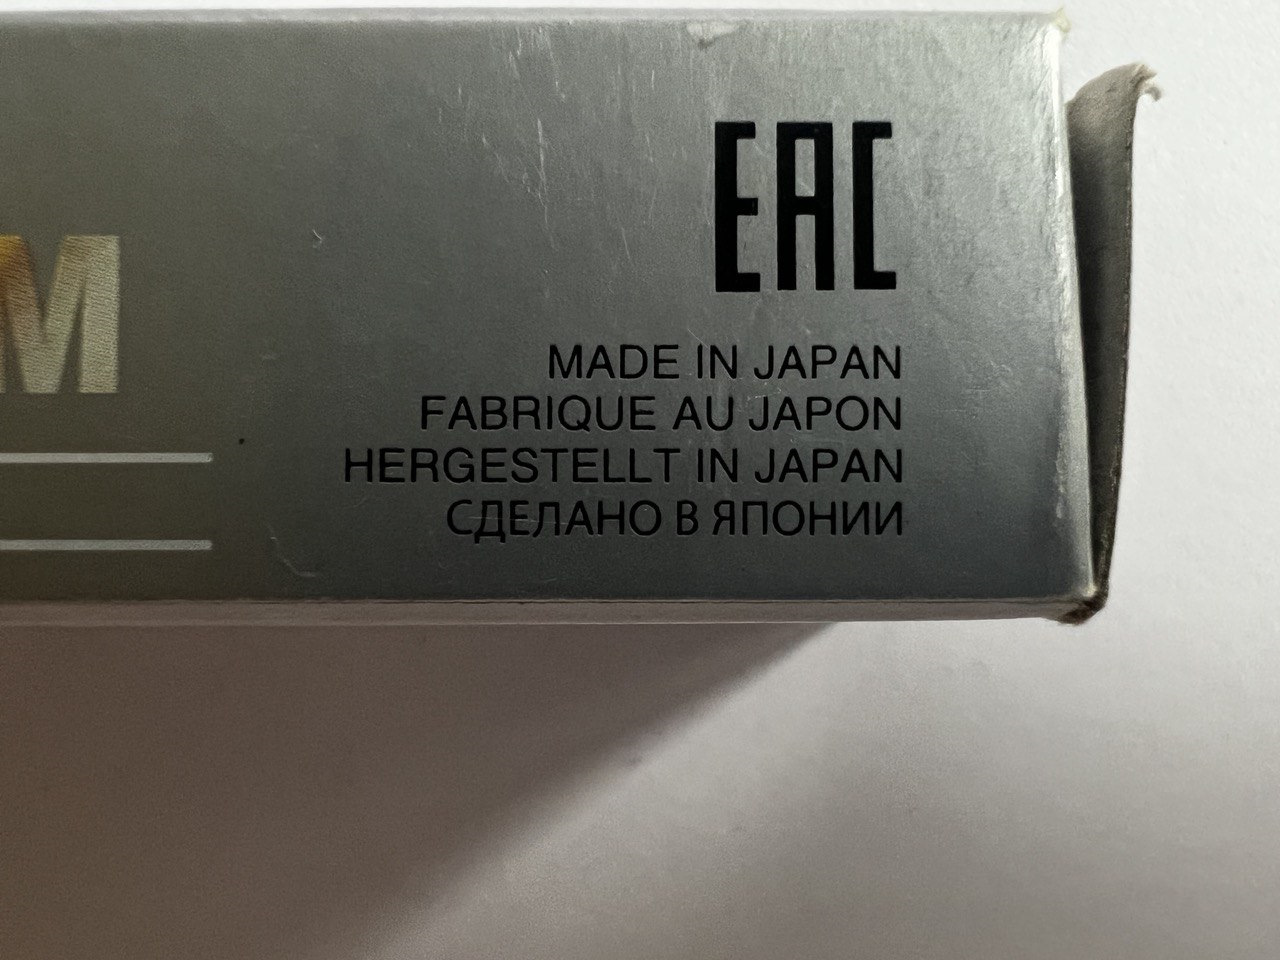 EAC
M
MADE IN JAPAN
FABRIQUE AU JAPON
HERGESTELLT IN JAPAN
СДЕЛАНО В ЯПОНИИ